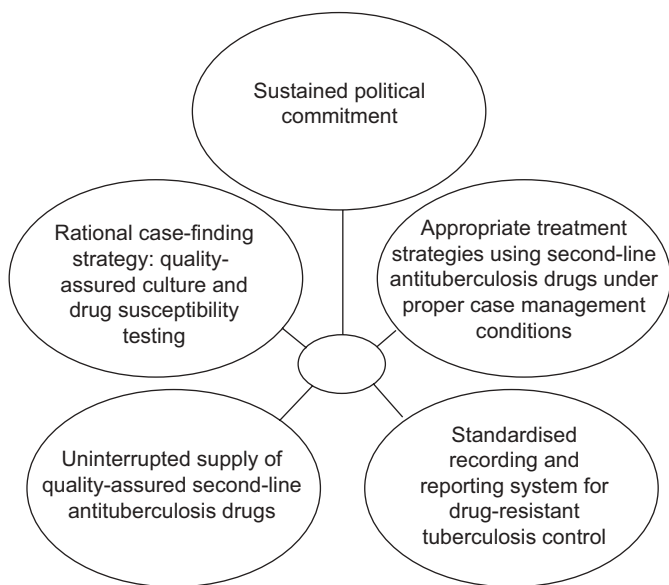 Sustained political
commitment
Rational case-finding
strategy: quality-
assured culture and
drug susceptibility
testing
Appropriate treatment
strategies using second-line
antituberculosis drugs under
proper case management
conditions
Uninterrupted supply of
quality-assured second-line
antituberculosis drugs
Standardised
recording and
reporting system for
drug-resistant
tuberculosis control